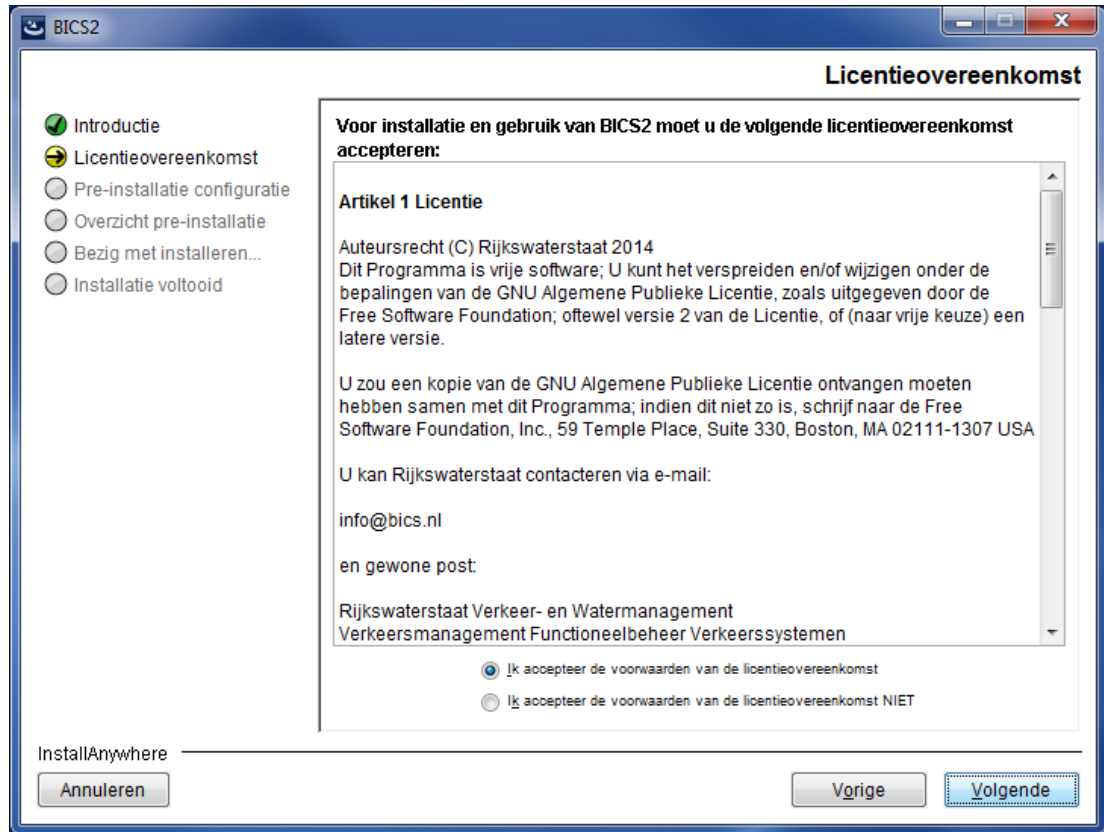 BICS2
Licentieovereenkomst
Introductie
Licentieovereenkomst
Pre-installatie configuratie
Overzicht pre-installatie
Bezig met installeren...
Installatie voltooid
Voor installatie en gebruik van BICS2 moet u de volgende licentieovereenkomst
accepteren:
Artikel 1 Licentie
Auteursrecht (C) Rijkswaterstaat 2014
Dit Programma is vrije software; U kunt het verspreiden en/of wijzigen onder de
bepalingen van de GNU Algemene Publieke Licentie, zoals uitgegeven door de
Free Software Foundation; oftewel versie 2 van de Licentie, of (naar vrije keuze) een
latere versie.
U zou een kopie van de GNU Algemene Publieke Licentie ontvangen moeten
hebben samen met dit Programma; indien dit niet zo is, schrijf naar de Free
Software Foundation, Inc., 59 Temple Place, Suite 330, Boston, MA 02111-1307 USA
U kan Rijkswaterstaat contacteren via e-mail:
info@bics.nl
en gewone post:
Rijkswaterstaat Verkeer- en Watermanagement
Verkeersmanagement Functioneelbeheer Verkeerssystemen
Ik accepteer de voorwaarden van de licentieovereenkomst
Ik accepteer de voorwaarden van de licentieovereenkomst NIET
InstallAnywhere
Annuleren
Vorige
Volgende